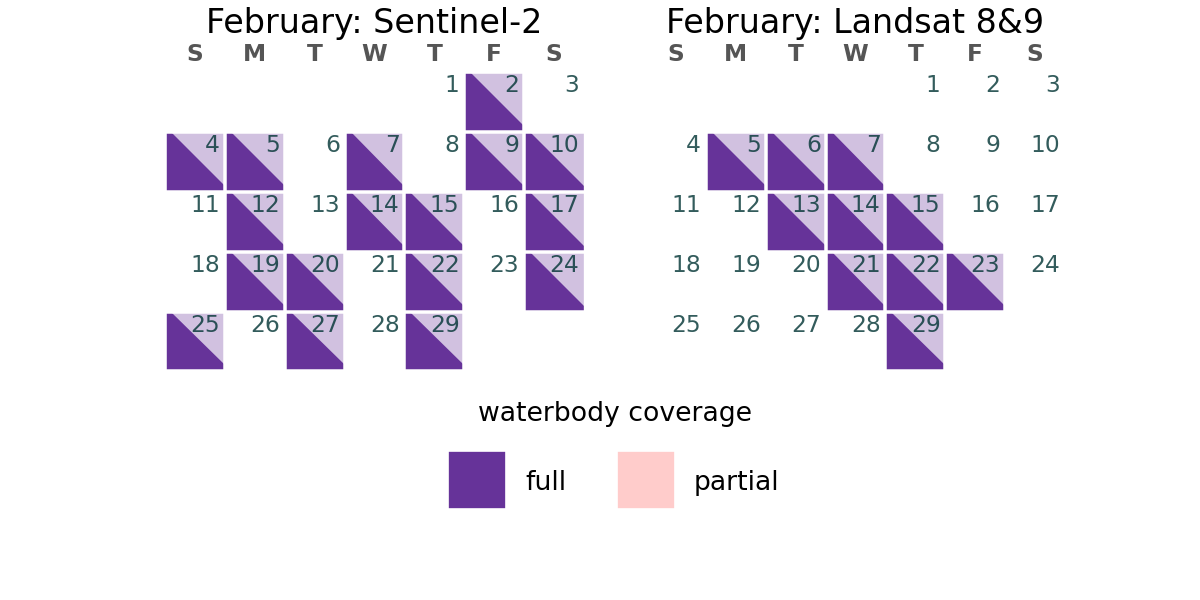 February: Sentinel-2
S M T W T F S
1 2 3
4 5 6 7 8 9 10
11 12 13 14 15 16 17
18 19 20 21 22 23 24
25 26 27 28 29
February: Landsat 8&9
S M T W T F S
1 2 3
4 5 6 7 8 9 10
11 12 13 14 15 16 17
18 19 20 21 22 23 24
25 26 27 28 29
waterbody coverage
full partial